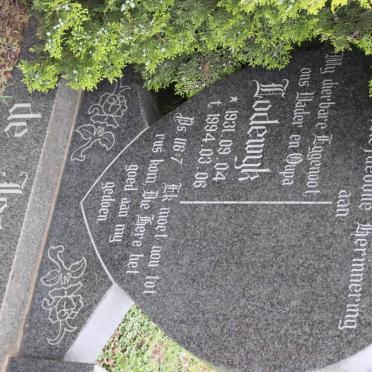 Herinnering
aan
My dierbare Eggenoot
ons Vader en Oupa
Lodewyk
* 1931 . 09 . 04
† 1994 . 03 . 06
Ps 116-7
Ek moet nou tot
rus kom, Die Here het
goed aan my
gedoen
de